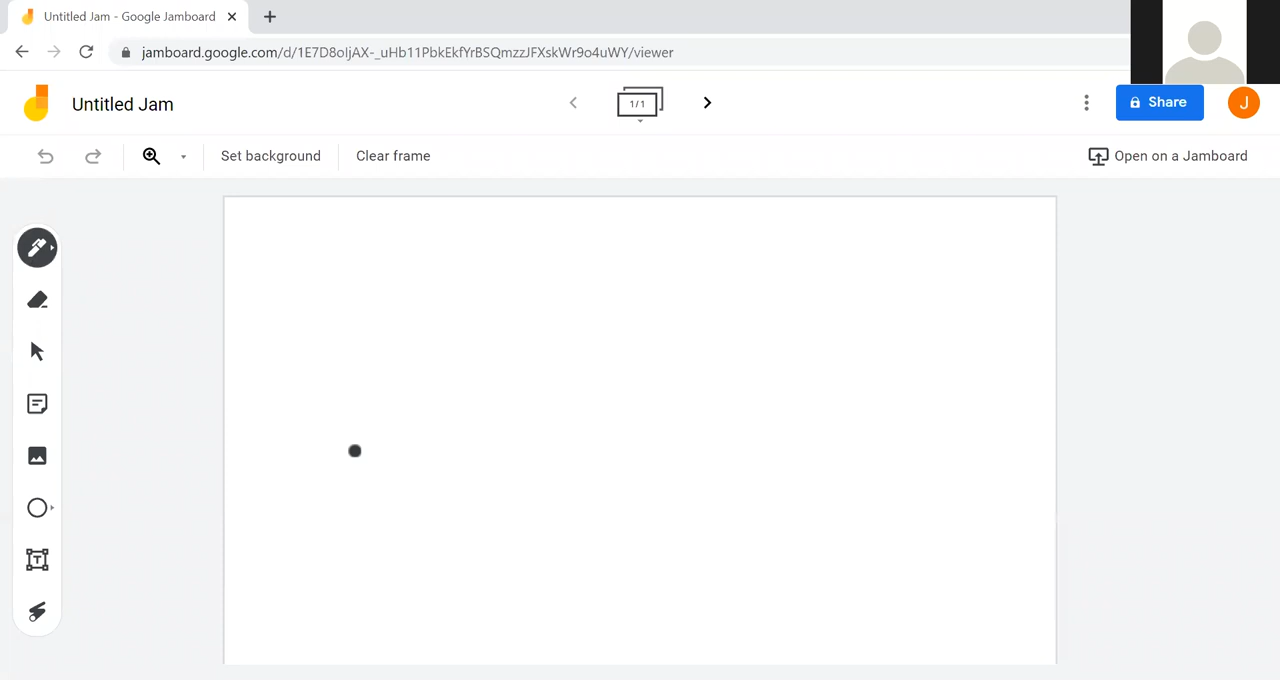 Untitled Jam - Google Jamboard
jamboard.google.com/d/1E7D8oIjAX-_uHb11PbkEkfYrBSQmzzJFXskWr9o4uWY/viewer
Untitled Jam
1/1
Share
J
Set background
Clear frame
Open on a Jamboard
T